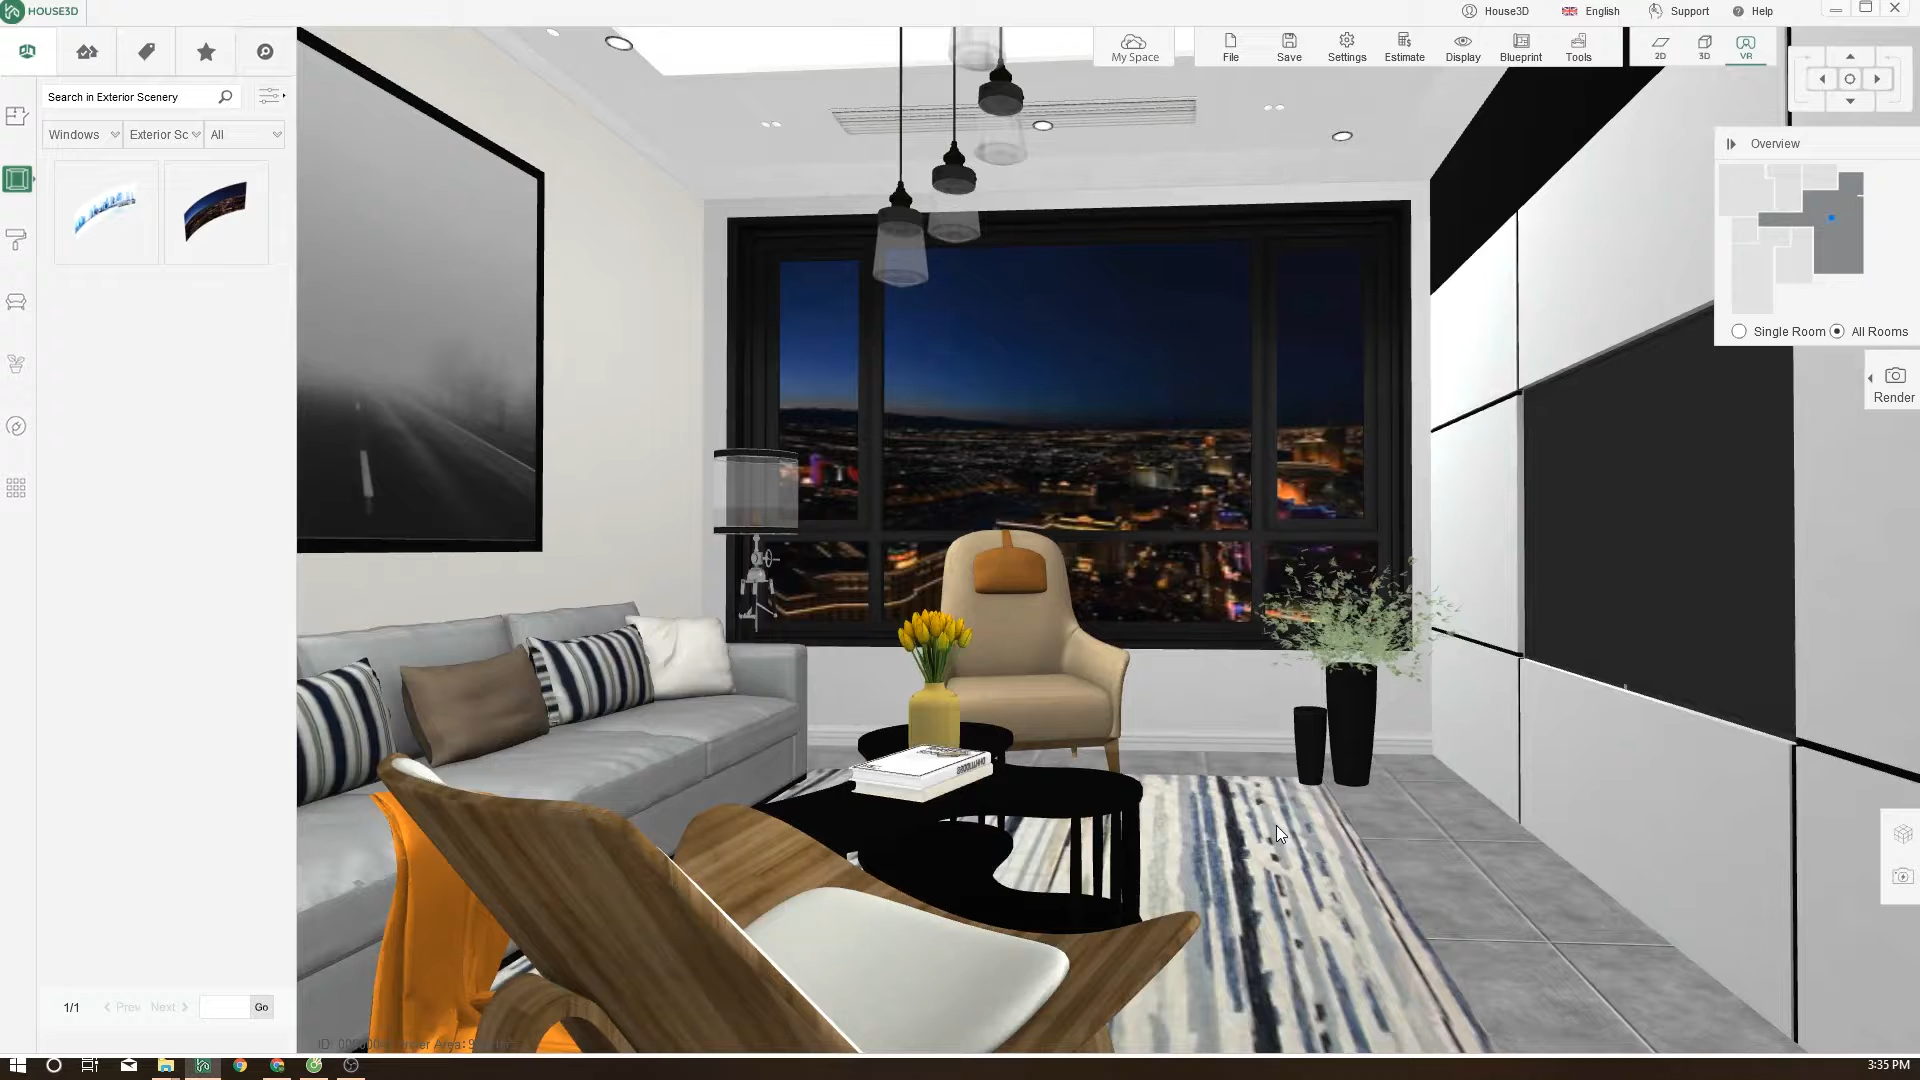 HOUSE3D
House3D
English
Support
Help
My Space
File
Save
Settings
Estimate
Display
Blueprint
Tools
2D
3D
VR
Search in Exterior Scenery
Windows
Exterior Sc
All
Overview
Single Room
All Rooms
Render
1/1
Prev
Next
Go
3:35 PM